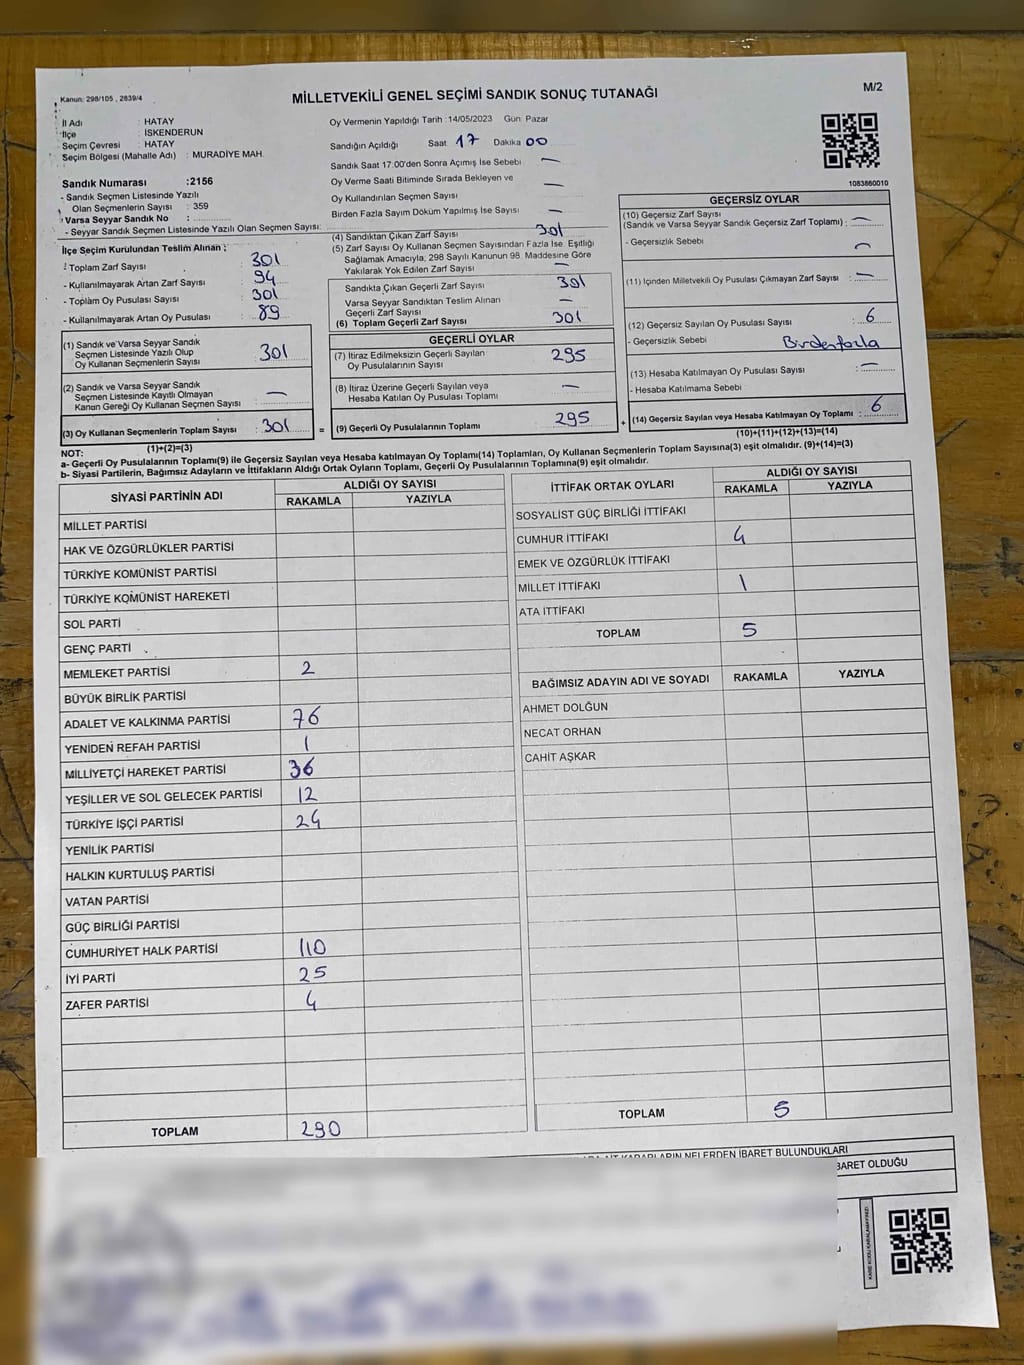 Kanun: 298/105 , 2839/4
MİLLETVEKİLİ GENEL SEÇİMİ SANDIK SONUÇ TUTANAĞI
M/2
İl Adı : HATAY
İlçe : İSKENDERUN
Seçim Çevresi : HATAY
Seçim Bölgesi (Mahalle Adı) : MURADİYE MAH.
Sandık Numarası :2156
- Sandık Seçmen Listesinde Yazılı
Olan Seçmenlerin Sayısı : 359
Varsa Seyyar Sandık No :
- Seyyar Sandık Seçmen Listesinde Yazılı Olan Seçmen Sayısı:
Oy Vermenin Yapıldığı Tarih :14/05/2023 Gün: Pazar
Sandığın Açıldığı Saat 17 Dakika 00
Sandık Saat 17:00'den Sonra Açımış İse Sebebi —
Oy Verme Saati Bitiminde Sırada Bekleyen ve
Oy Kullandırılan Seçmen Sayısı —
Birden Fazla Sayım Döküm Yapılmış İse Sayısı —
1083860010
İlçe Seçim Kurulundan Teslim Alınan ;
- Toplam Zarf Sayısı : 301
- Kullanılmayarak Artan Zarf Sayısı : 94
- Toplam Oy Pusulası Sayısı : 301
- Kullanılmayarak Artan Oy Pusulası : 89
(4) Sandıktan Çıkan Zarf Sayısı 301
(5) Zarf Sayısı Oy Kullanan Seçmen Sayısından Fazla İse, Eşitliği
Sağlamak Amacıyla; 298 Sayılı Kanunun 98. Maddesine Göre
Yakılarak Yok Edilen Zarf Sayısı —
Sandıkta Çıkan Geçerli Zarf Sayısı 301
Varsa Seyyar Sandıktan Teslim Alınan
Geçerli Zarf Sayısı —
(6) Toplam Geçerli Zarf Sayısı 301
GEÇERSİZ OYLAR
(10) Geçersiz Zarf Sayısı
(Sandık ve Varsa Seyyar Sandık Geçersiz Zarf Toplamı) : —
- Geçersizlik Sebebi —
(11) İçinden Milletvekili Oy Pusulası Çıkmayan Zarf Sayısı : —
(12) Geçersiz Sayılan Oy Pusulası Sayısı : 6
- Geçersizlik Sebebi Birdenfazla
(13) Hesaba Katılmayan Oy Pusulası Sayısı : —
- Hesaba Katılmama Sebebi
(14) Geçersiz Sayılan veya Hesaba Katılmayan Oy Toplamı : 6
(10)+(11)+(12)+(13)=(14)
(1) Sandık ve Varsa Seyyar Sandık
Seçmen Listesinde Yazılı Olup
Oy Kullanan Seçmenlerin Sayısı : 301
(2) Sandık ve Varsa Seyyar Sandık
Seçmen Listesinde Kayıtlı Olmayan
Kanun Gereği Oy Kullanan Seçmen Sayısı : —
(3) Oy Kullanan Seçmenlerin Toplam Sayısı : 301 =
(1)+(2)=(3)
GEÇERLİ OYLAR
(7) İtiraz Edilmeksizin Geçerli Sayılan
Oy Pusulalarının Sayısı 295
(8) İtiraz Üzerine Geçerli Sayılan veya
Hesaba Katılan Oy Pusulası Toplamı —
(9) Geçerli Oy Pusulalarının Toplamı 295 +
NOT:
a- Geçerli Oy Pusulalarının Toplamı(9) ile Geçersiz Sayılan veya Hesaba katılmayan Oy Toplamı(14) Toplamları, Oy Kullanan Seçmenlerin Toplam Sayısına(3) eşit olmalıdır. (9)+(14)=(3)
b- Siyasi Partilerin, Bağımsız Adayların ve İttifakların Aldığı Ortak Oyların Toplamı, Geçerli Oy Pusulalarının Toplamına(9) eşit olmalıdır.
SİYASİ PARTİNİN ADI ALDIĞI OY SAYISI
RAKAMLA YAZIYLA
MİLLET PARTİSİ
HAK VE ÖZGÜRLÜKLER PARTİSİ
TÜRKİYE KOMÜNİST PARTİSİ
TÜRKİYE KOMÜNİST HAREKETİ
SOL PARTİ
GENÇ PARTİ
MEMLEKET PARTİSİ 2
BÜYÜK BİRLİK PARTİSİ
ADALET VE KALKINMA PARTİSİ 76
YENİDEN REFAH PARTİSİ 1
MİLLİYETÇİ HAREKET PARTİSİ 36
YEŞİLLER VE SOL GELECEK PARTİSİ 12
TÜRKİYE İŞÇİ PARTİSİ 24
YENİLİK PARTİSİ
HALKIN KURTULUŞ PARTİSİ
VATAN PARTİSİ
GÜÇ BİRLİĞİ PARTİSİ
CUMHURİYET HALK PARTİSİ 110
İYİ PARTİ 25
ZAFER PARTİSİ 4
TOPLAM 290
İTTİFAK ORTAK OYLARI ALDIĞI OY SAYISI
RAKAMLA YAZIYLA
SOSYALİST GÜÇ BİRLİĞİ İTTİFAKI
CUMHUR İTTİFAKI 4
EMEK VE ÖZGÜRLÜK İTTİFAKI
MİLLET İTTİFAKI 1
ATA İTTİFAKI
TOPLAM 5
BAĞIMSIZ ADAYIN ADI VE SOYADI RAKAMLA YAZIYLA
AHMET DOLĞUN
NECAT ORHAN
CAHİT AŞKAR
TOPLAM 5
KARARLARIN NELERDEN İBARET BULUNDUKLARI
BARET OLDUĞU